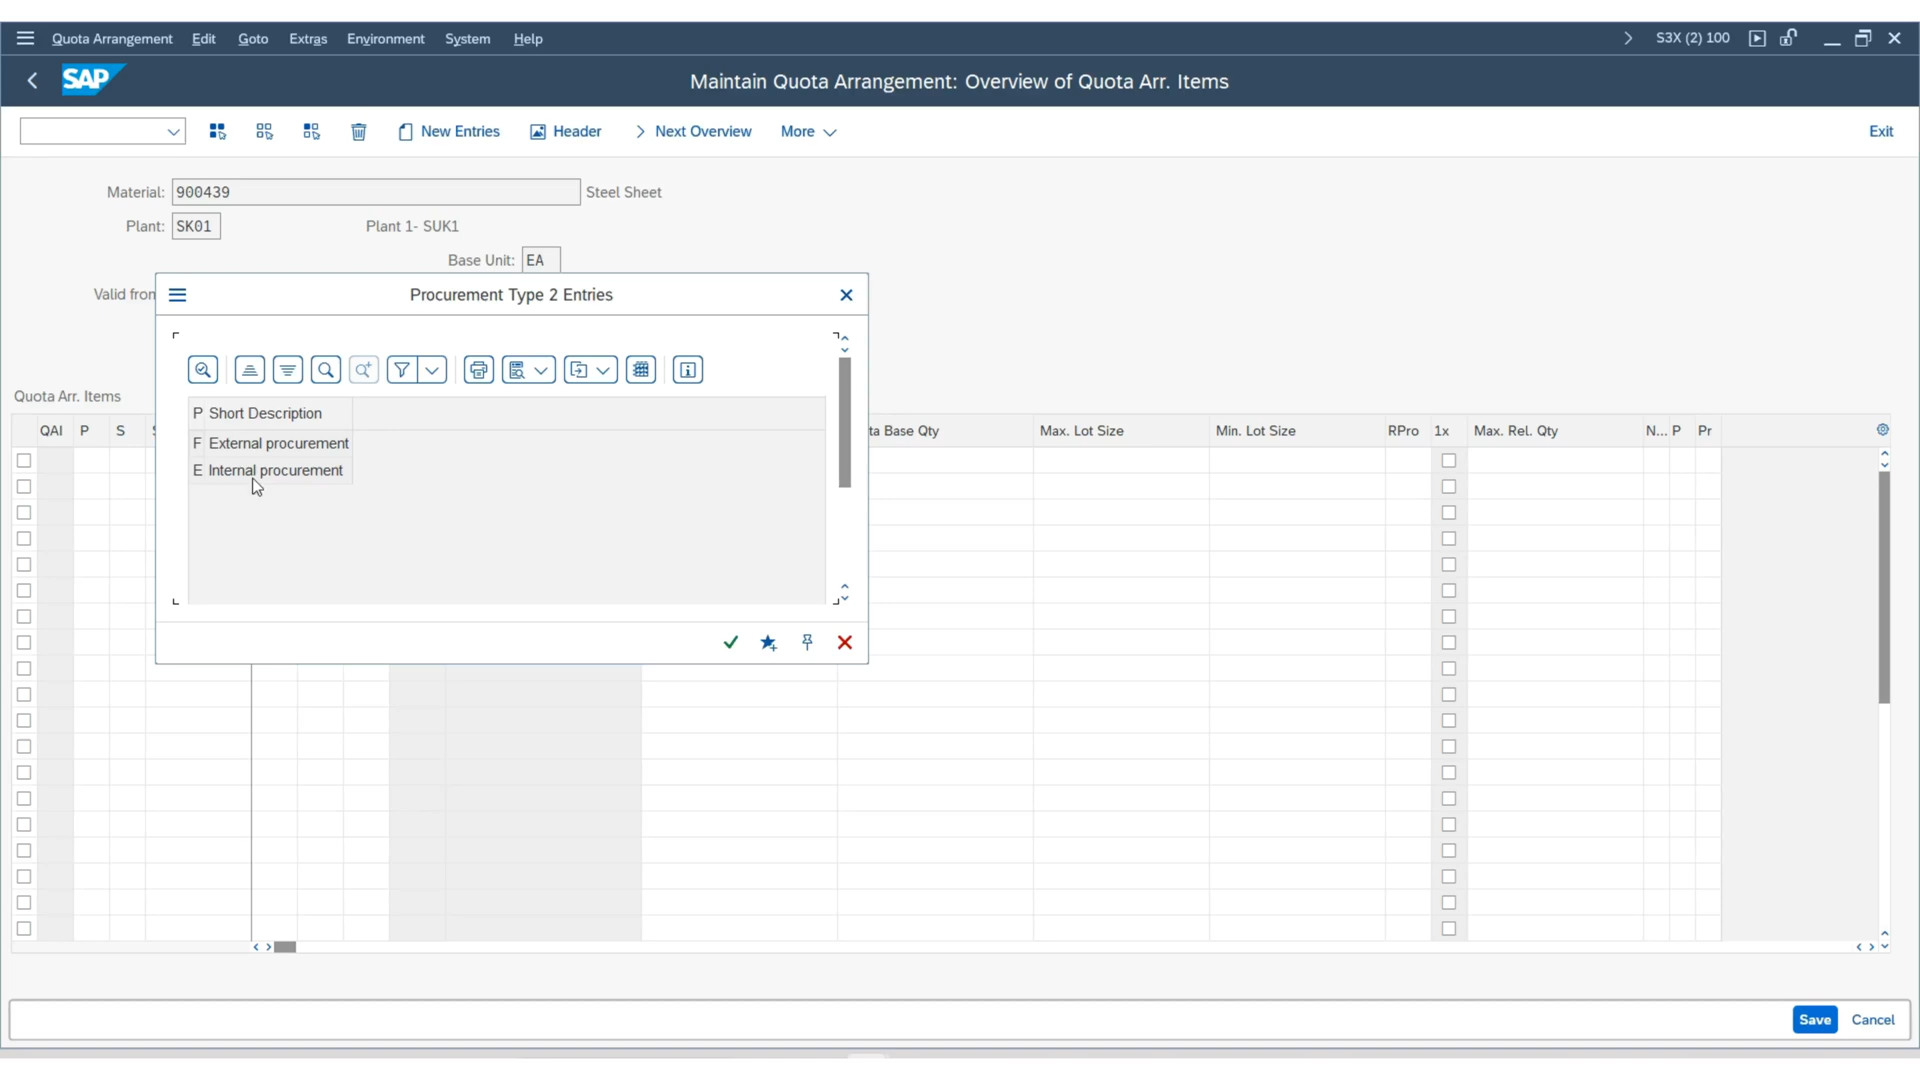 Quota Arrangement Edit Goto Extras Environment System Help S3X (2) 100
SAP Maintain Quota Arrangement: Overview of Quota Arr. Items
New Entries Header Next Overview More Exit
Material: 900439 Steel Sheet
Plant: SK01 Plant 1- SUK1
Base Unit: EA
Valid from
Procurement Type 2 Entries
P Short Description
F External procurement
E Internal procurement
Quota Arr. Items
QAI P S ta Base Qty Max. Lot Size Min. Lot Size RPro 1x Max. Rel. Qty N... P Pr
Save Cancel